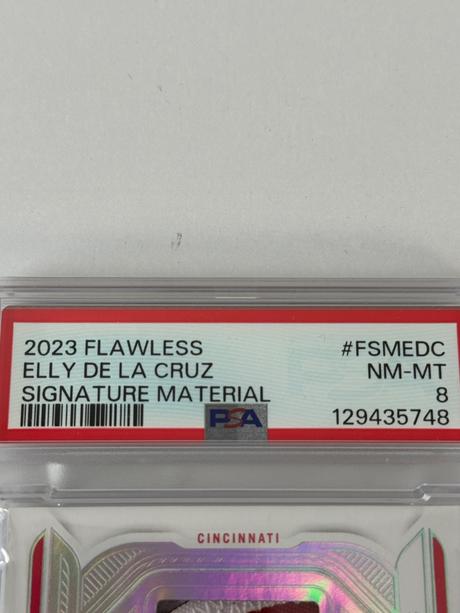 2023 FLAWLESS #FSMEDC
ELLY DE LA CRUZ NM-MT
SIGNATURE MATERIAL 8
PSA 129435748
CINCINNATI